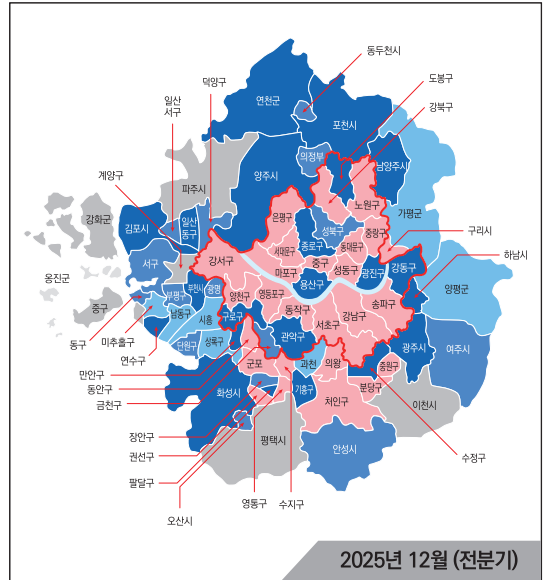 동두천시
도봉구
강북구
덕양구
일산
서구
계양구
연천군
포천시
의정부
남양주시
양주시
파주시
노원구
가평군
은평구
성북구
중랑구
구리시
강화군
김포시
일산
동구
서대문구
종로구
동대문구
하남시
강서구
중구
성동구
광진구
강동구
마포구
용산구
옹진군
서구
부평구
부천시
광명
양천구
영등포구
동작구
서초구
강남구
송파구
양평군
중구
남동구
시흥
구로구
관악구
동구
미추홀구
연수구
단원구
상록구
군포
과천
의왕
중원구
광주시
여주시
만안구
동안구
금천구
화성시
기흥구
처인구
분당구
이천시
장안구
권선구
팔달구
오산시
평택시
영통구
수지구
안성시
수정구
2025년 12월 (전분기)